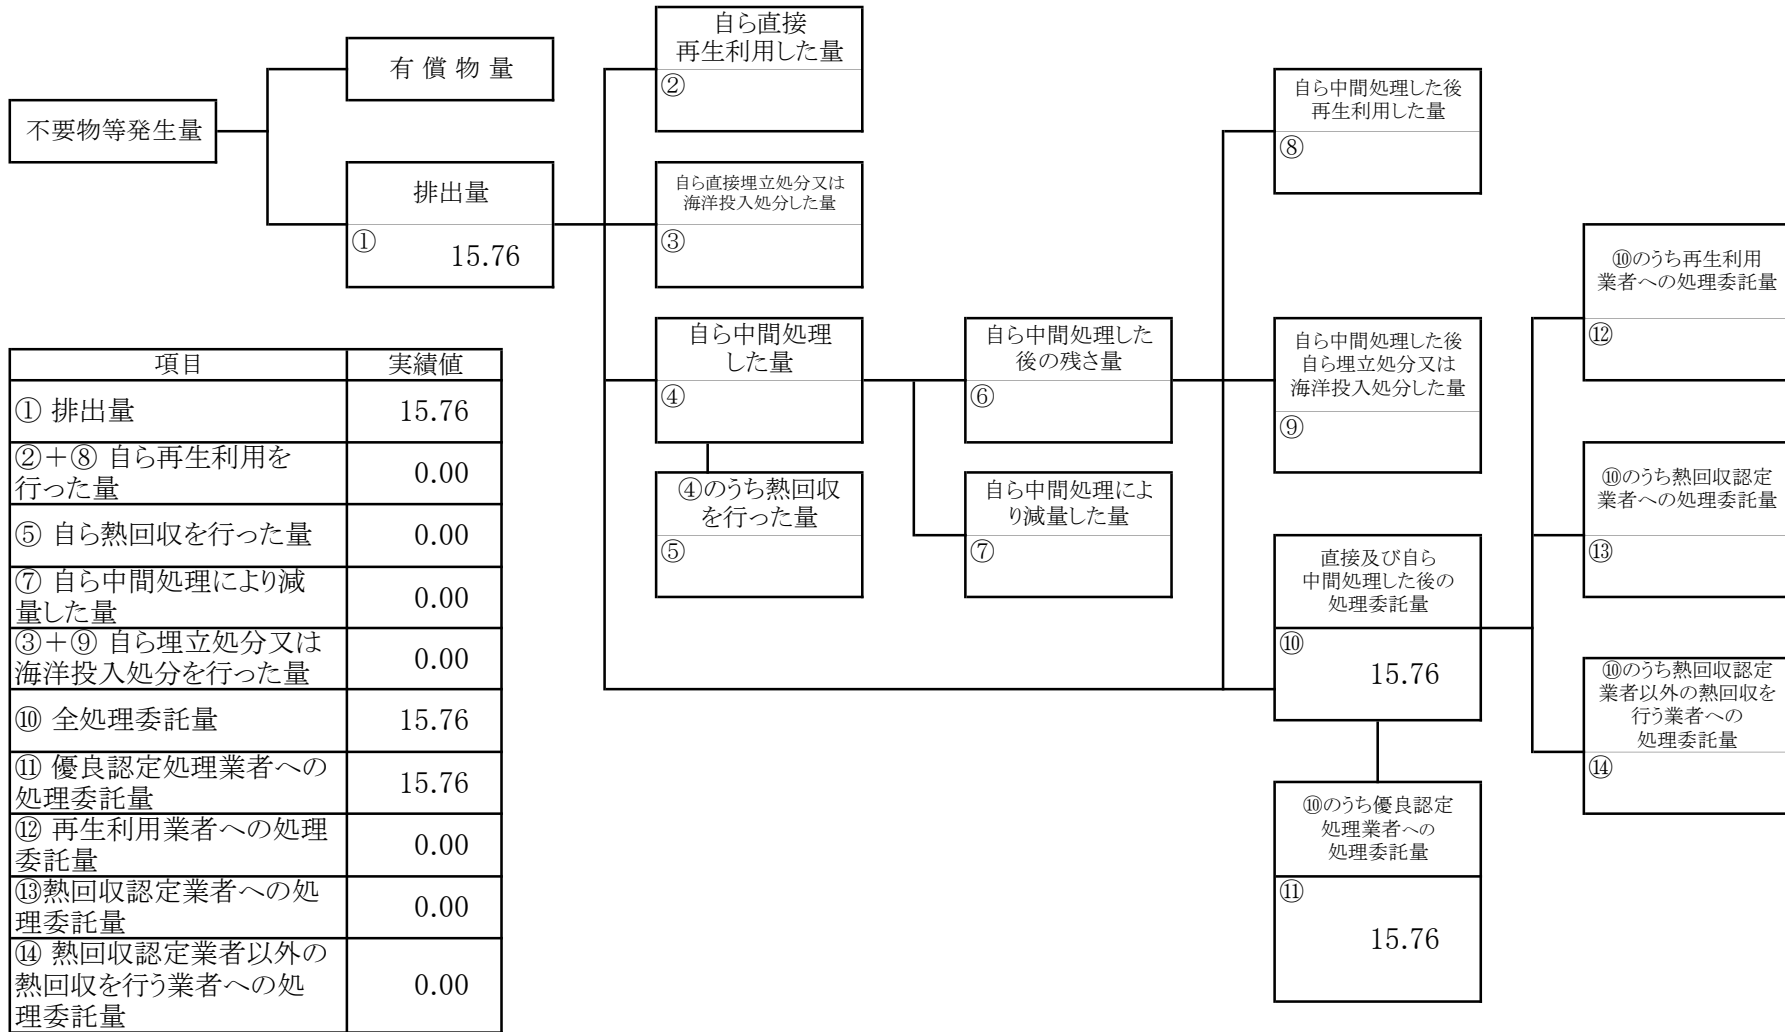 不要物等発生量
有償物量
排出量
①
15.76
自ら直接
再生利用した量
②
自ら直接埋立処分又は
海洋投入処分した量
③
自ら中間処理
した量
④
④のうち熱回収
を行った量
⑤
自ら中間処理した
後の残さ量
⑥
自ら中間処理によ
り減量した量
⑦
自ら中間処理した後
再生利用した量
⑧
自ら中間処理した後
自ら埋立処分又は
海洋投入処分した量
⑨
直接及び自ら
中間処理した後の
処理委託量
⑩
15.76
⑩のうち優良認定
処理業者への
処理委託量
⑪
15.76
⑩のうち再生利用
業者への処理委託量
⑫
⑩のうち熱回収認定
業者への処理委託量
⑬
⑩のうち熱回収認定
業者以外の熱回収を
行う業者への
処理委託量
⑭
項目 実績値
① 排出量 15.76
②＋⑧ 自ら再生利用を
行った量 0.00
⑤ 自ら熱回収を行った量 0.00
⑦ 自ら中間処理により減
量した量 0.00
③＋⑨ 自ら埋立処分又は
海洋投入処分を行った量 0.00
⑩ 全処理委託量 15.76
⑪ 優良認定処理業者への
処理委託量 15.76
⑫ 再生利用業者への処理
委託量 0.00
⑬熱回収認定業者への処
理委託量 0.00
⑭ 熱回収認定業者以外の
熱回収を行う業者への処
理委託量 0.00